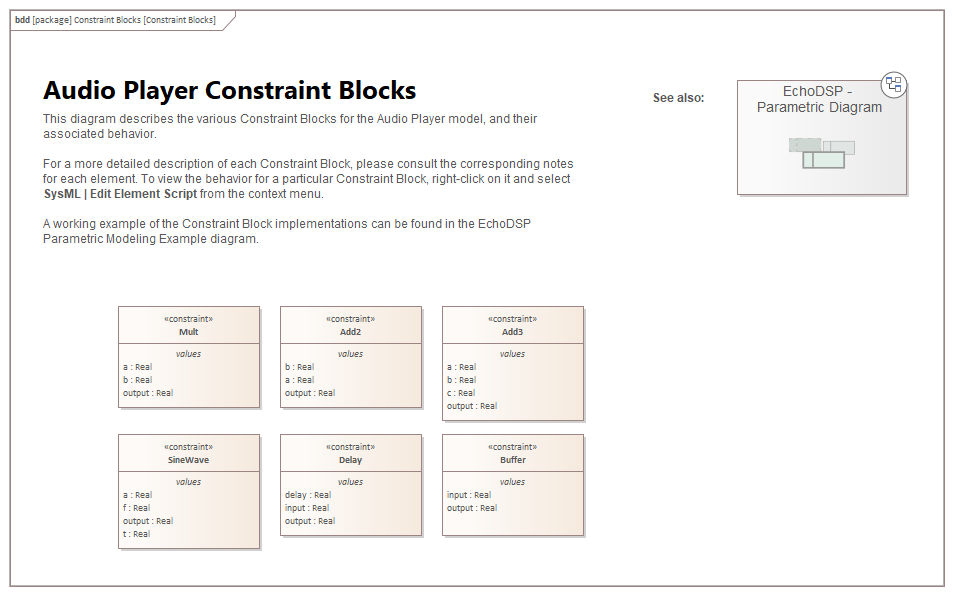 bdd [package] Constraint Blocks [Constraint Blocks]
Audio Player Constraint Blocks
This diagram describes the various Constraint Blocks for the Audio Player model, and their
associated behavior.
For a more detailed description of each Constraint Block, please consult the corresponding notes
for each element. To view the behavior for a particular Constraint Block, right-click on it and select
SysML | Edit Element Script from the context menu.
A working example of the Constraint Block implementations can be found in the EchoDSP
Parametric Modeling Example diagram.
See also:
EchoDSP -
Parametric Diagram
«constraint»
Mult
values
a : Real
b : Real
output : Real
«constraint»
Add2
values
b : Real
a : Real
output : Real
«constraint»
Add3
values
a : Real
b : Real
c : Real
output : Real
«constraint»
SineWave
values
a : Real
f : Real
output : Real
t : Real
«constraint»
Delay
values
delay : Real
input : Real
output : Real
«constraint»
Buffer
values
input : Real
output : Real